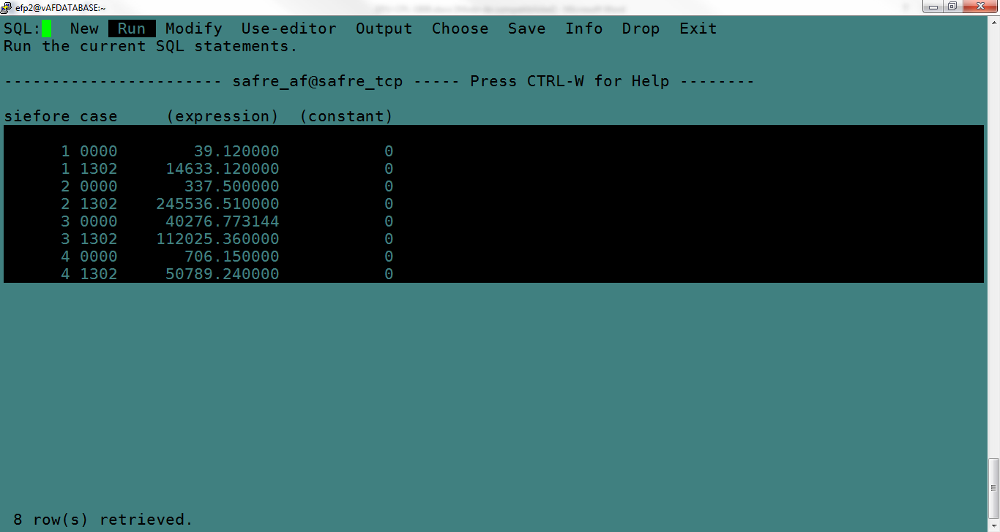 efp2@vAFDATABASE:~
SQL:  New  Run  Modify  Use-editor  Output  Choose  Save  Info  Drop  Exit
Run the current SQL statements.
----------------------- safre_af@safre_tcp ----- Press CTRL-W for Help --------
siefore case     (expression)  (constant)
      1 0000        39.120000           0
      1 1302     14633.120000           0
      2 0000       337.500000           0
      2 1302    245536.510000           0
      3 0000     40276.773144           0
      3 1302    112025.360000           0
      4 0000       706.150000           0
      4 1302     50789.240000           0
 8 row(s) retrieved.